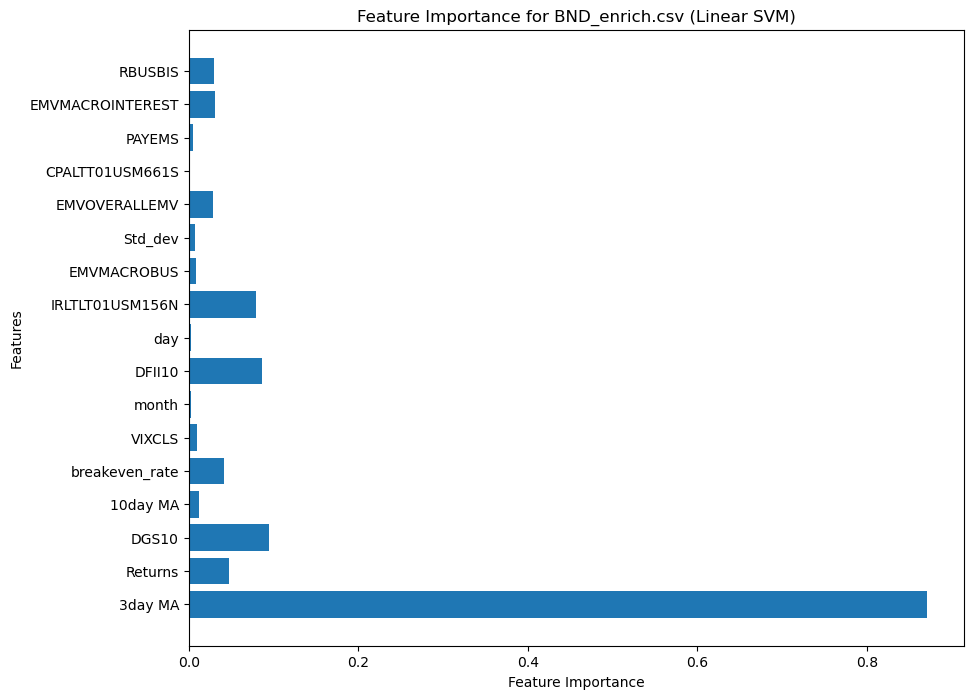 Feature Importance for BND_enrich.csv (Linear SVM)
RBUSBIS
EMVMACROINTEREST
PAYEMS
CPALTT01USM661S
EMVOVERALLEMV
Std_dev
EMVMACROBUS
IRLTLT01USM156N
day
DFII10
month
VIXCLS
breakeven_rate
10day MA
DGS10
Returns
3day MA
Features
0.0 0.2 0.4 0.6 0.8
Feature Importance